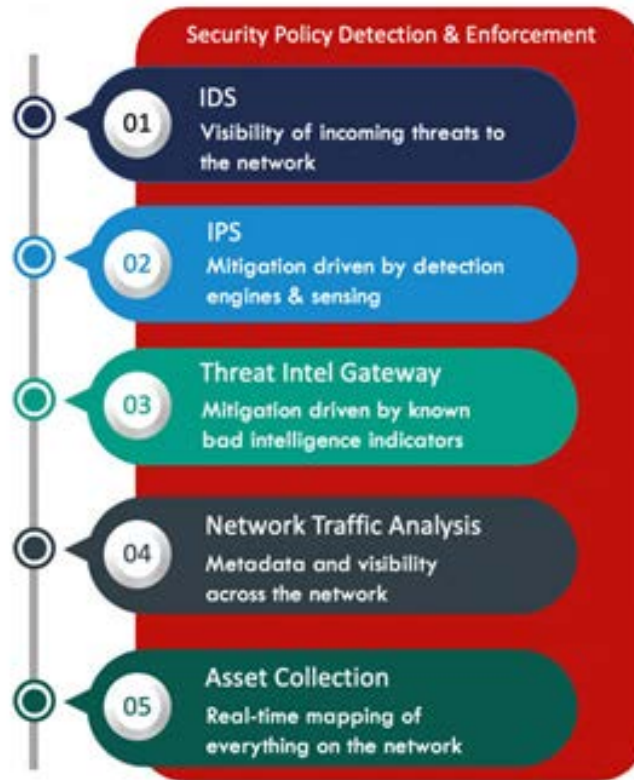 Security Policy Detection & Enforcement
01
IDS
Visibility of incoming threats to
the network
02
IPS
Mitigation driven by detection
engines & sensing
03
Threat Intel Gateway
Mitigation driven by known
bad intelligence indicators
04
Network Traffic Analysis
Metadata and visibility
across the network
05
Asset Collection
Real-time mapping of
everything on the network